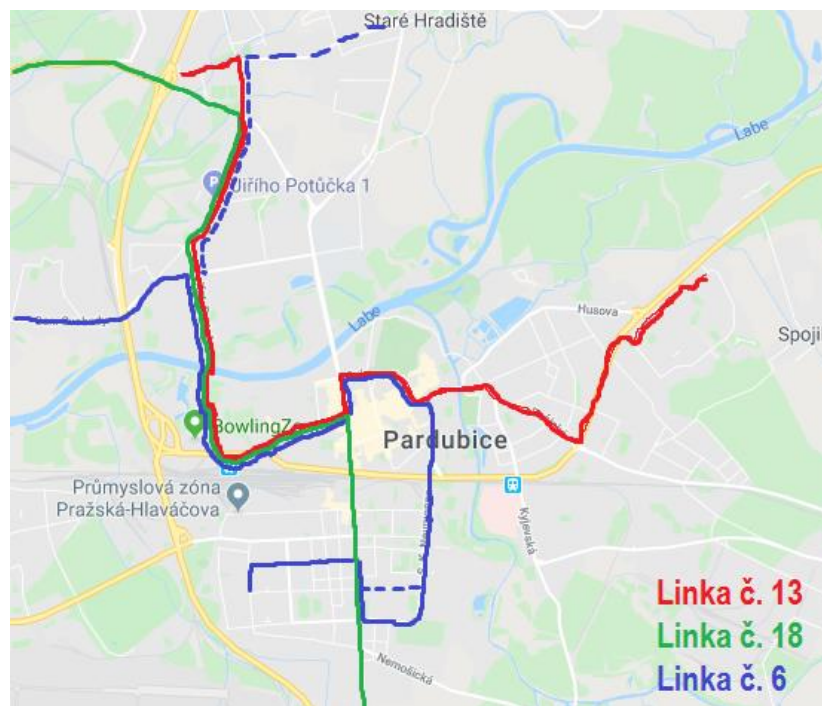 Staré Hradiště
Labe
P
Jiřího Potůčka 1
Husova
Labe
Spoji
BowlingZ
Pardubice
Průmyslová zóna
Pražská-Hlaváčova
Kyjevská
Nemošická
Linka č. 13
Linka č. 18
Linka č. 6